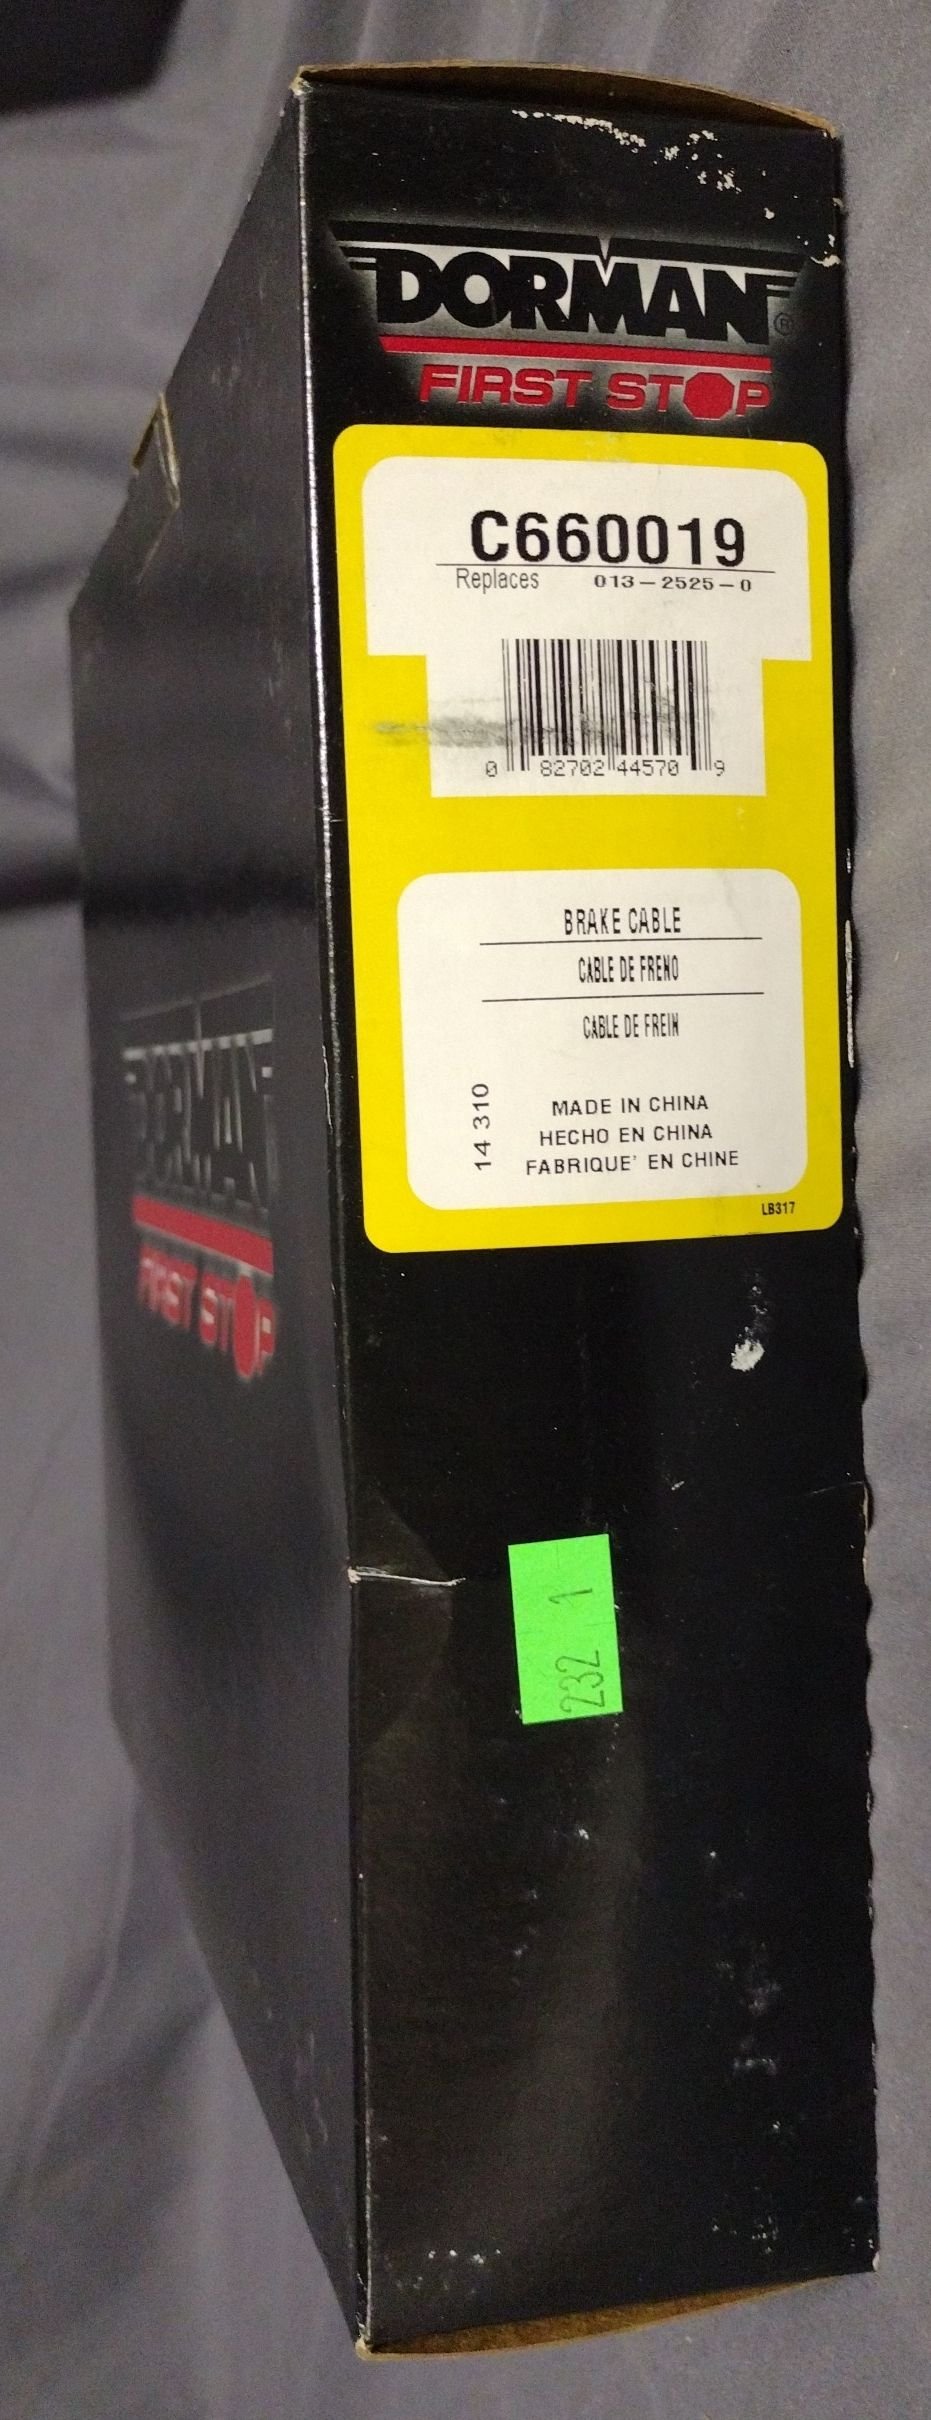 DORMAN®
FIRST STOP
C660019
Replaces 013-2525-0
0 82702 44570 9
BRAKE CABLE
CABLE DE FRENO
CABLE DE FREIN
14 310
MADE IN CHINA
HECHO EN CHINA
FABRIQUE' EN CHINE
LB317
232 1
DORMAN
FIRST STOP